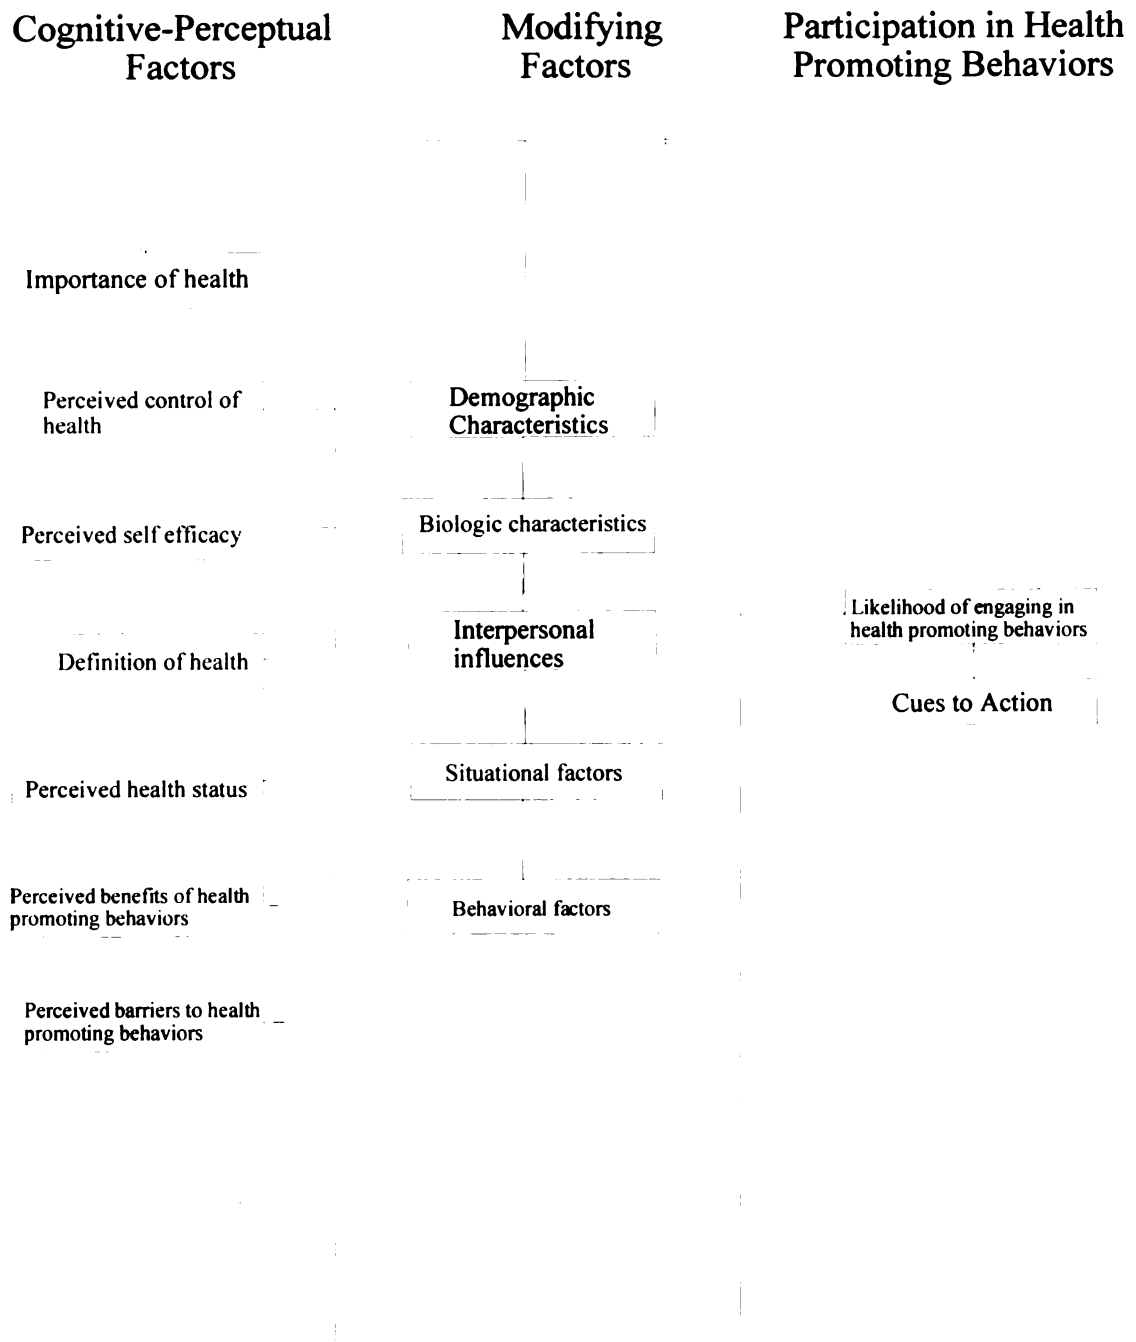 Cognitive-Perceptual
Factors
Modifying
Factors
Participation in Health
Promoting Behaviors
Importance of health
Perceived control of
health
Perceived self efficacy
Definition of health
Perceived health status
Perceived benefits of health
promoting behaviors
Perceived barriers to health
promoting behaviors
Demographic
Characteristics
Biologic characteristics
Interpersonal
influences
Situational factors
Behavioral factors
Likelihood of engaging in
health promoting behaviors
Cues to Action